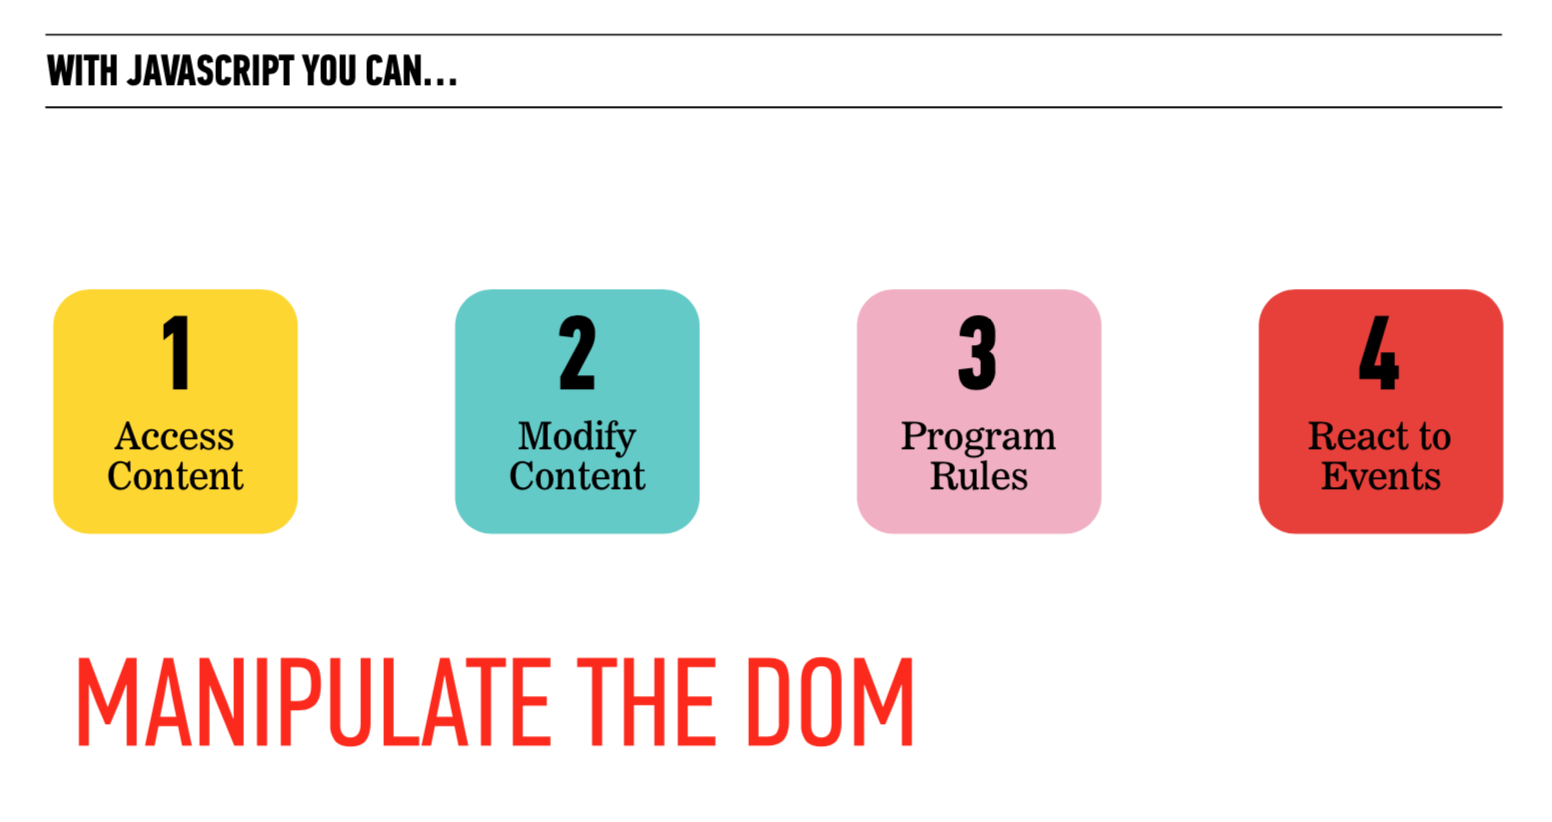 WITH JAVASCRIPT YOU CAN...
1
Access
Content
2
Modify
Content
3
Program
Rules
4
React to
Events
MANIPULATE THE DOM